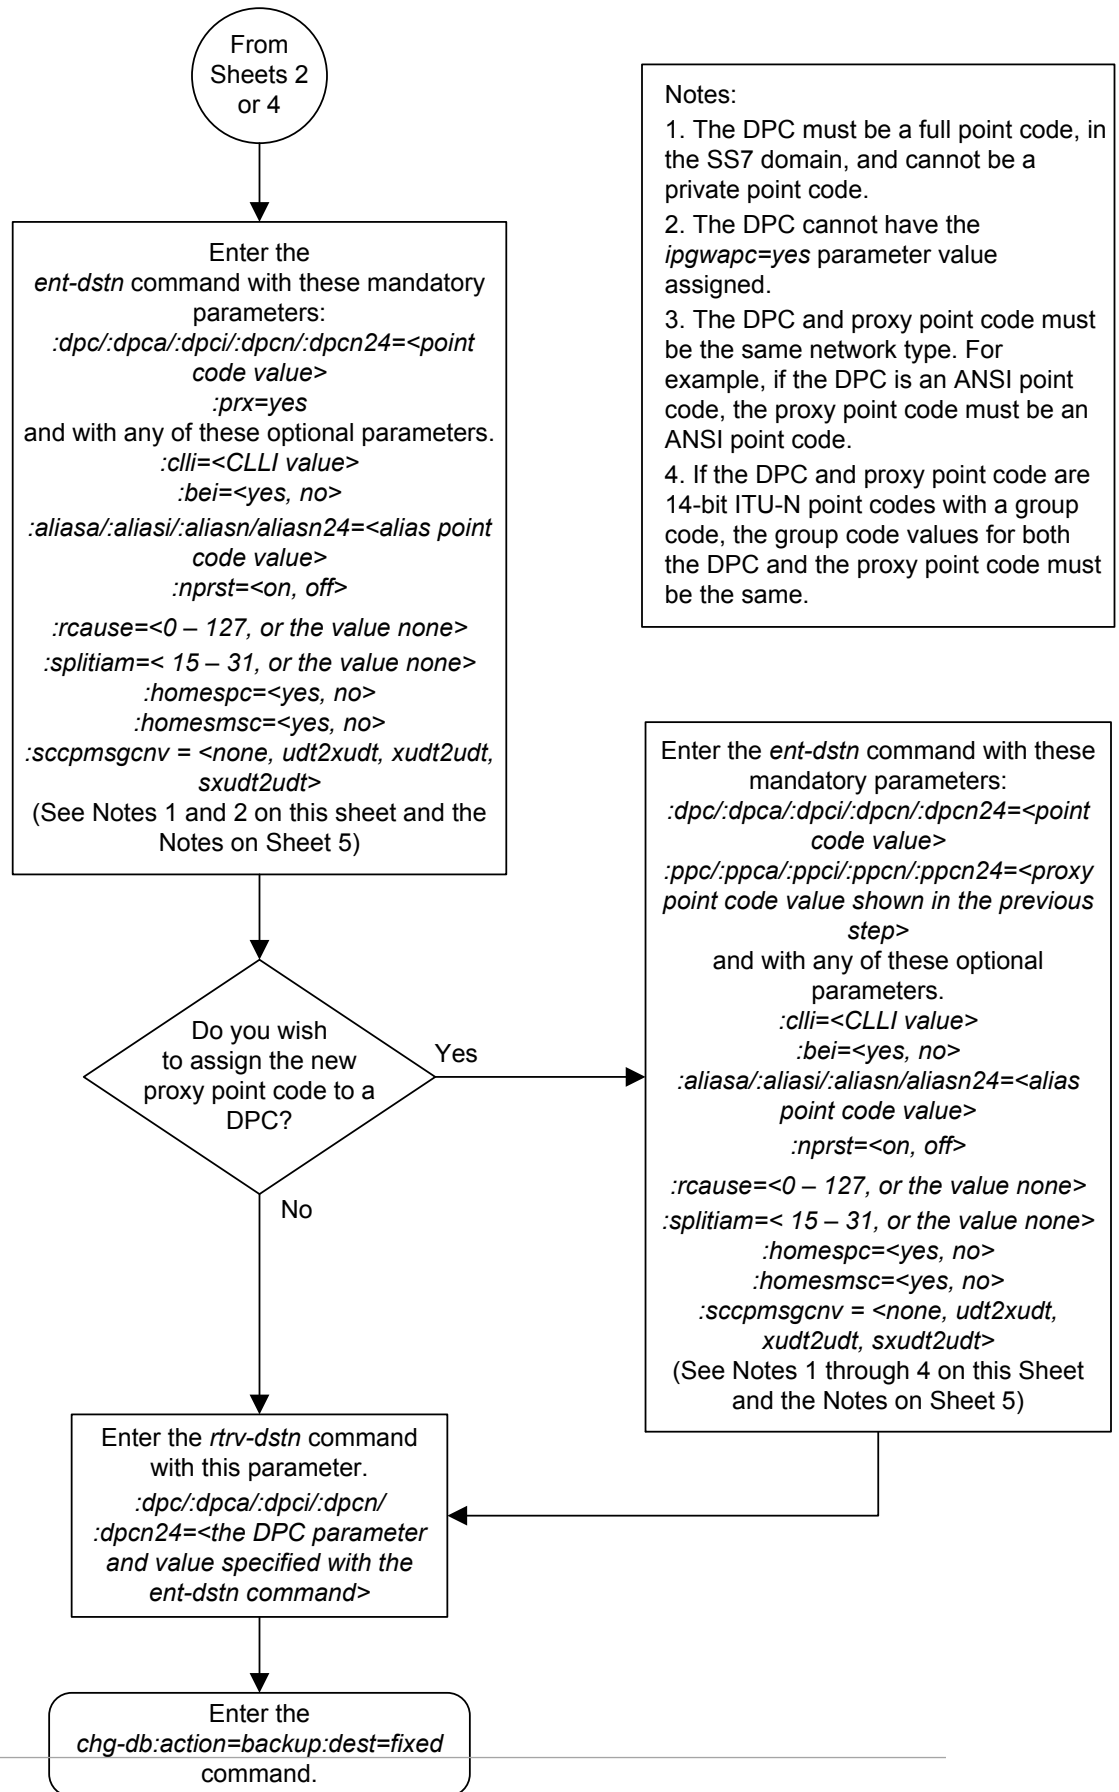 From
Sheets 2
or 4
Notes:
1. The DPC must be a full point code, in
the SS7 domain, and cannot be a
private point code.
2. The DPC cannot have the
ipgwapc=yes parameter value
assigned.
3. The DPC and proxy point code must
be the same network type. For
example, if the DPC is an ANSI point
code, the proxy point code must be an
ANSI point code.
4. If the DPC and proxy point code are
14-bit ITU-N point codes with a group
code, the group code values for both
the DPC and the proxy point code must
be the same.
Enter the
ent-dstn command with these mandatory
parameters:
:dpc/:dpca/:dpci/:dpcn/:dpcn24=<point
code value>
:prx=yes
and with any of these optional parameters.
:clli=<CLLI value>
:bei=<yes, no>
:aliasa/:aliasi/:aliasn/aliasn24=<alias point
code value>
:nprst=<on, off>
:rcause=<0 – 127, or the value none>
:splitiam=< 15 – 31, or the value none>
:homespc=<yes, no>
:homesmsc=<yes, no>
:sccpmsgcnv = <none, udt2xudt, xudt2udt,
sxudt2udt>
(See Notes 1 and 2 on this sheet and the
Notes on Sheet 5)
Do you wish
to assign the new
proxy point code to a
DPC?
Yes
No
Enter the ent-dstn command with these
mandatory parameters:
:dpc/:dpca/:dpci/:dpcn/:dpcn24=<point
code value>
:ppc/:ppca/:ppci/:ppcn/:ppcn24=<proxy
point code value shown in the previous
step>
and with any of these optional
parameters.
:clli=<CLLI value>
:bei=<yes, no>
:aliasa/:aliasi/:aliasn/aliasn24=<alias
point code value>
:nprst=<on, off>
:rcause=<0 – 127, or the value none>
:splitiam=< 15 – 31, or the value none>
:homespc=<yes, no>
:homesmsc=<yes, no>
:sccpmsgcnv = <none, udt2xudt,
xudt2udt, sxudt2udt>
(See Notes 1 through 4 on this Sheet
and the Notes on Sheet 5)
Enter the rtrv-dstn command
with this parameter.
:dpc/:dpca/:dpci/:dpcn/
:dpcn24=<the DPC parameter
and value specified with the
ent-dstn command>
Enter the
chg-db:action=backup:dest=fixed
command.